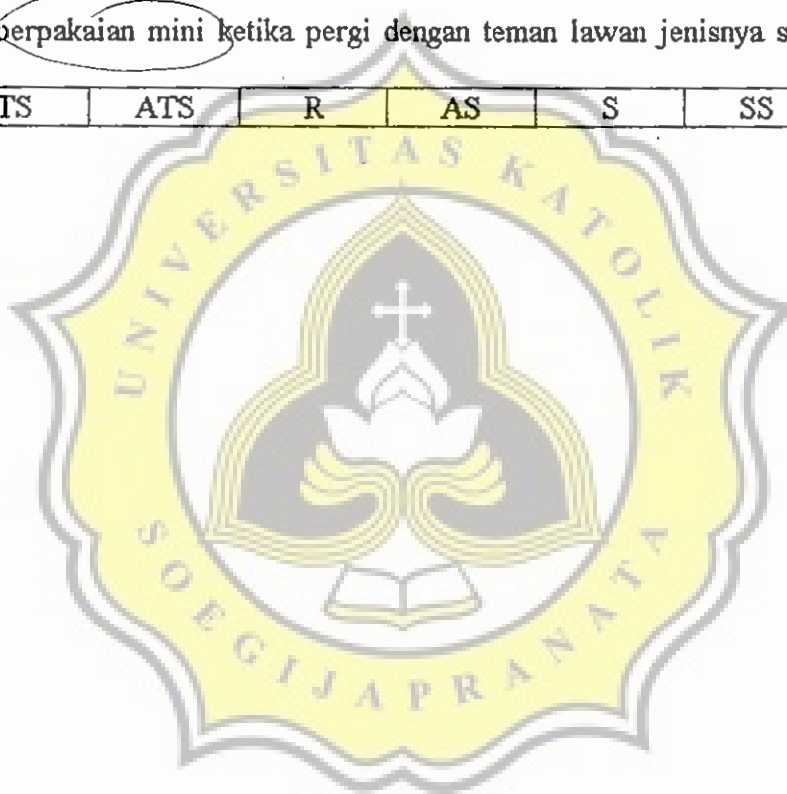 berpakaian mini ketika pergi dengan teman lawan jenisnya
TS ATS R AS S SS
UNIVERSITAS KATOLIK
SOEGIJAPRANATA